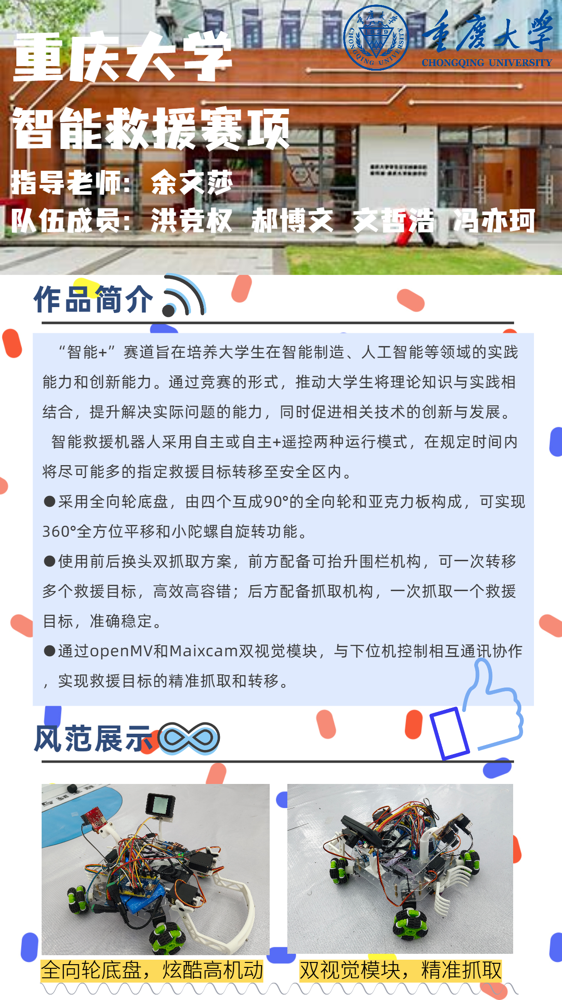 重庆大学
重慶大學
CHONGQING UNIVERSITY
重慶大學
CHONGQING UNIVERSITY
1929
智能救援赛项
指导老师：余文莎
队伍成员：洪竞权 郝博文 文哲浩 冯亦珂
作品简介
“智能+”赛道旨在培养大学生在智能制造、人工智能等领域的实践
能力和创新能力。通过竞赛的形式，推动大学生将理论知识与实践相
结合，提升解决实际问题的能力，同时促进相关技术的创新与发展。
智能救援机器人采用自主或自主+遥控两种运行模式，在规定时间内
将尽可能多的指定救援目标转移至安全区内。
●采用全向轮底盘，由四个互成90°的全向轮和亚克力板构成，可实现
360°全方位平移和小陀螺自旋转功能。
●使用前后换头双抓取方案，前方配备可抬升围栏机构，可一次转移
多个救援目标，高效高容错；后方配备抓取机构，一次抓取一个救援
目标，准确稳定。
●通过openMV和Maixcam双视觉模块，与下位机控制相互通讯协作
，实现救援目标的精准抓取和转移。
风范展示
全向轮底盘，炫酷高机动
双视觉模块，精准抓取